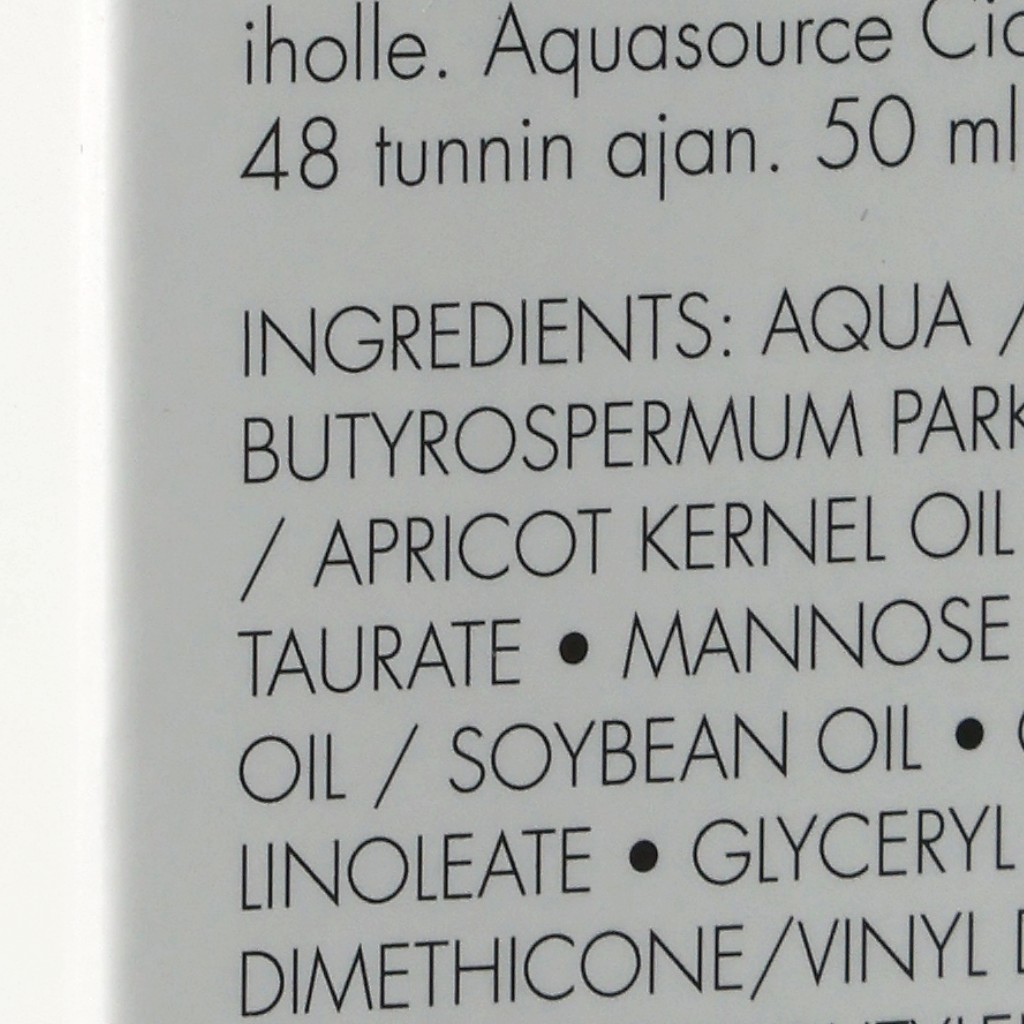 iholle. Aquasource
48 tunnin ajan. 50 ml
INGREDIENTS: AQUA /
BUTYROSPERMUM
/ APRICOT KERNEL OIL
TAURATE • MANNOSE
OIL / SOYBEAN OIL •
LINOLEATE • GLYCERYL
DIMETHICONE/VINYL